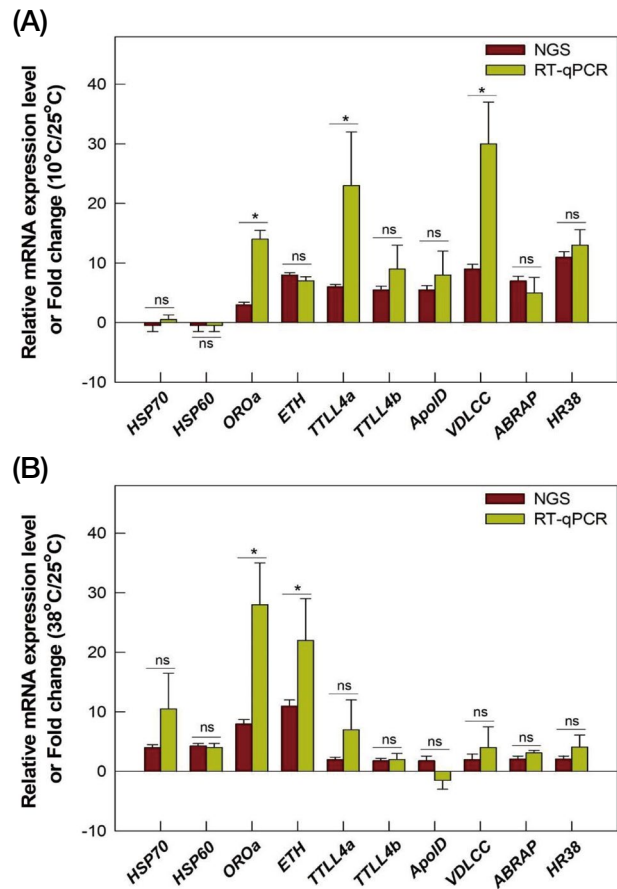 (A)
Relative mRNA expression level
or Fold change (10°C/25°C)
40
30
20
10
0
-10
NGS
RT-qPCR
ns
ns
*
ns
*
ns
ns
*
ns
ns
HSP70
HSP60
OROa
ETH
TTLL4a
TTLL4b
ApoID
VDLCC
ABRAP
HR38
(B)
Relative mRNA expression level
or Fold change (38°C/25°C)
40
30
20
10
0
-10
NGS
RT-qPCR
ns
ns
*
*
ns
ns
ns
ns
ns
ns
HSP70
HSP60
OROa
ETH
TTLL4a
TTLL4b
ApoID
VDLCC
ABRAP
HR38